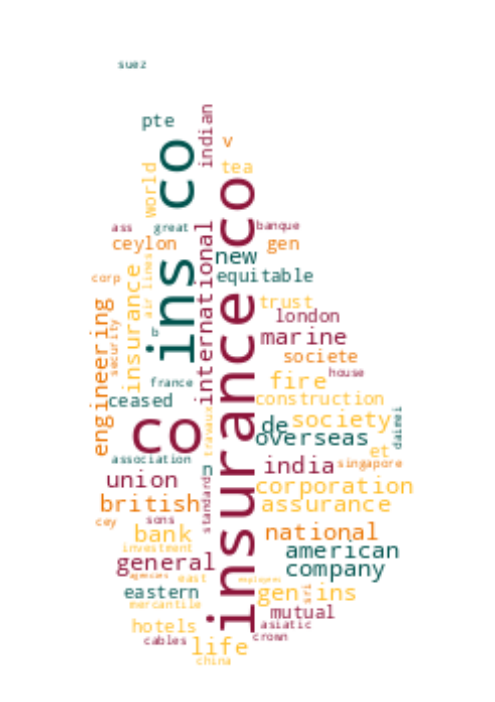 suez
pte
indian
v
co
world
tea
co
ass
great
banque
ceylon
gen
international
new
corp
air lines
insurance
ins
equitable
engineering
trust
security
b
insurance
london
marine
societe
france
house
fire
ceased
construction
travaux
co
de
society
daimei
overseas
et
association
n
india
singapore
union
standard
corporation
british
assurance
cey
sons
bank
national
investment
american
general
company
agencies
east
employers
eastern
gen
sri
ins
mercantile
mutual
hotels
asiatic
cables
crown
life
china